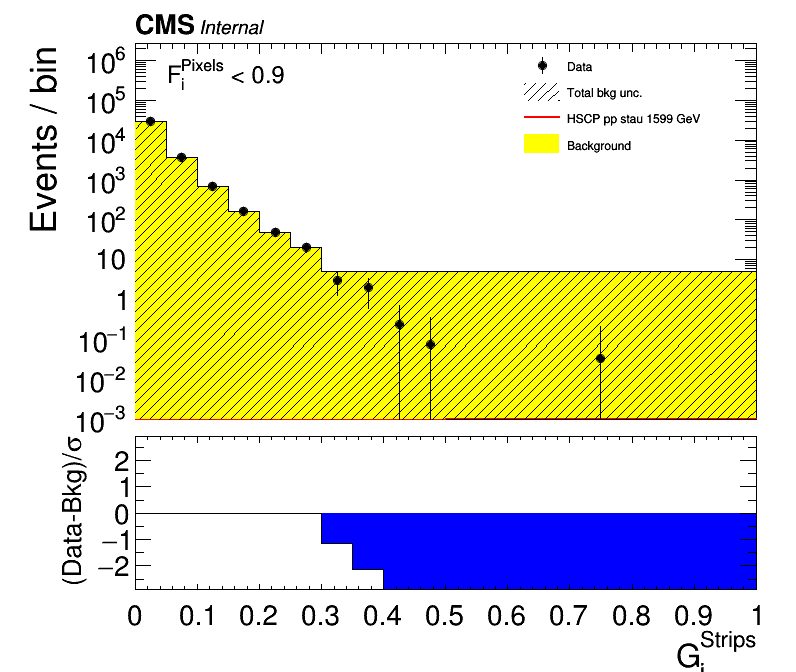 CMS Internal
F_i^Pixels < 0.9
Data
Total bkg unc.
HSCP pp stau 1599 GeV
Background
Events / bin
10^6
10^5
10^4
10^3
10^2
10
1
10^−1
10^−2
10^−3
(Data-Bkg)/σ
2
1
0
−1
−2
0 0.1 0.2 0.3 0.4 0.5 0.6 0.7 0.8 0.9 1
G_i^Strips